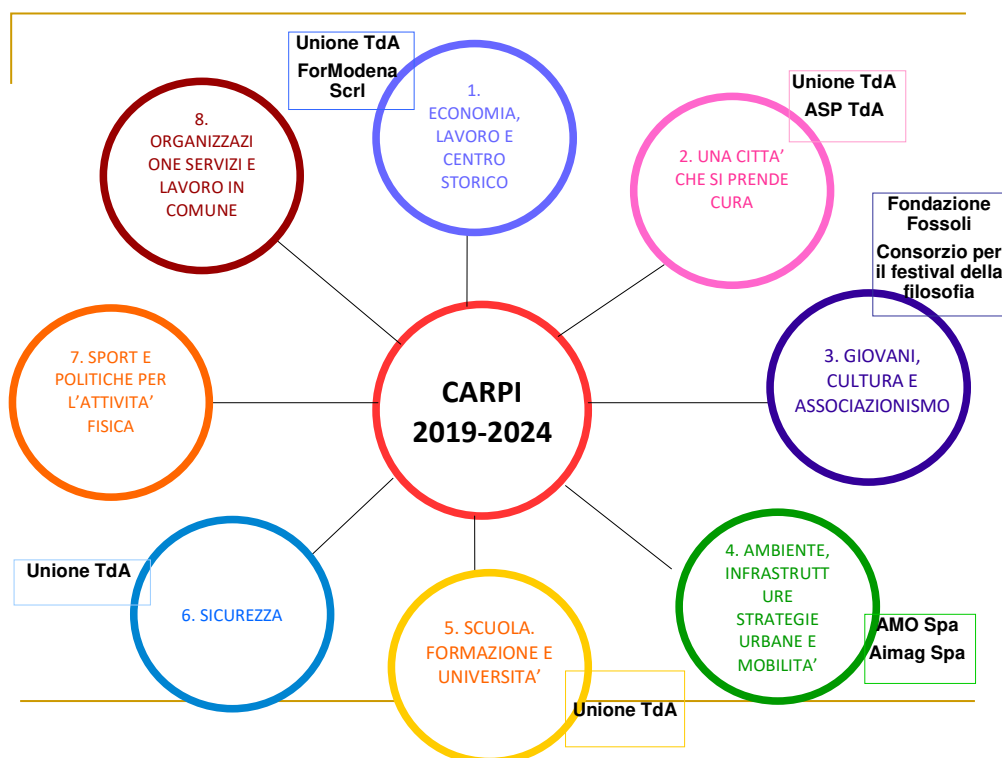 Unione TdA
ForModena
Scrl
1.
ECONOMIA,
LAVORO E
CENTRO
STORICO
Unione TdA
ASP TdA
2. UNA CITTA’
CHE SI PRENDE
CURA
Fondazione
Fossoli
Consorzio per
il festival della
filosofia
3. GIOVANI,
CULTURA E
ASSOCIAZIONISMO
4. AMBIENTE,
INFRASTRUTT
URE
STRATEGIE
URBANE E
MOBILITA’
AMO Spa
Aimag Spa
5. SCUOLA.
FORMAZIONE E
UNIVERSITA’
Unione TdA
6. SICUREZZA
Unione TdA
7. SPORT E
POLITICHE PER
L’ATTIVITA’
FISICA
8.
ORGANIZZAZI
ONE SERVIZI E
LAVORO IN
COMUNE
CARPI
2019-2024